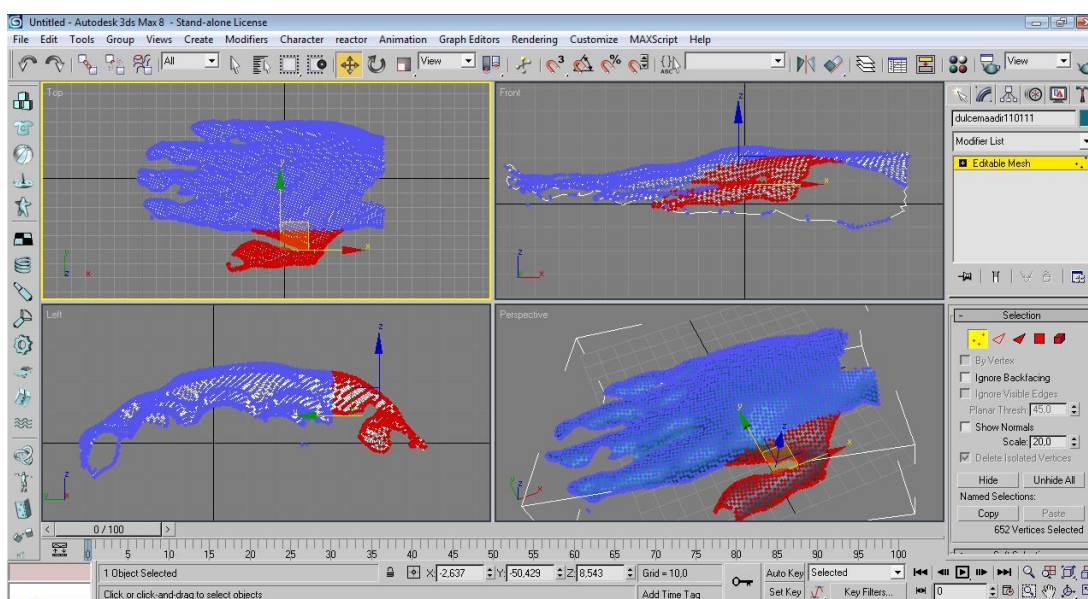 Untitled - Autodesk 3ds Max 8 - Stand-alone License
File Edit Tools Group Views Create Modifiers Character reactor Animation Graph Editors Rendering Customize MAXScript Help
All View View
Top
Front
dulcemaadir110111
Modifier List
Editable Mesh
Left
Perspective
Selection
By Vertex
Ignore Backfacing
Ignore Visible Edges
Planar Thresh: 45,0
Show Normals
Scale: 20,0
Delete Isolated Vertices
Hide Unhide All
Named Selections:
Copy Paste
652 Vertices Selected
0 / 100
0 5 10 15 20 25 30 35 40 45 50 55 60 65 70 75 80 85 90 95 100
1 Object Selected X: -2,637 Y: -50,429 Z: 8,543 Grid = 10,0 Auto Key Selected
Click or click-and-drag to select objects Add Time Tag Set Key Key Filters... 0